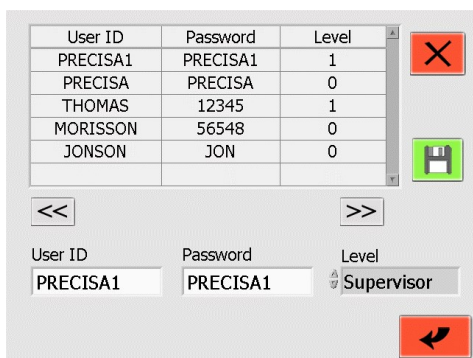 User ID Password Level
PRECISA1 PRECISA1 1
PRECISA PRECISA 0
THOMAS 12345 1
MORISSON 56548 0
JONSON JON 0
<< >>
User ID Password Level
PRECISA1 PRECISA1 Supervisor